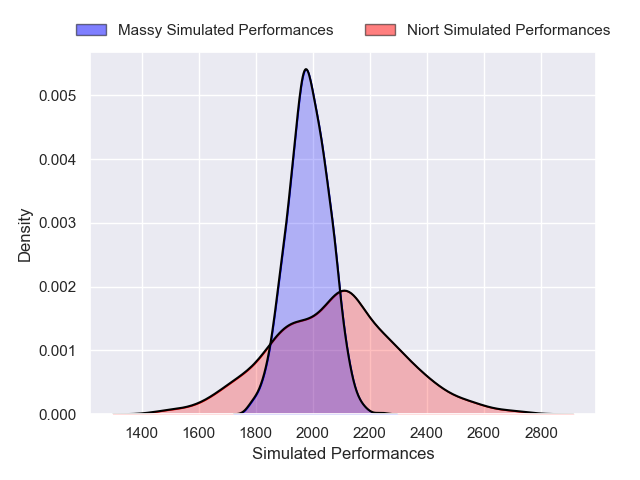 Massy Simulated Performances Niort Simulated Performances
0.005
0.004
0.003
0.002
0.001
0.000
Density
1400 1600 1800 2000 2200 2400 2600 2800
Simulated Performances